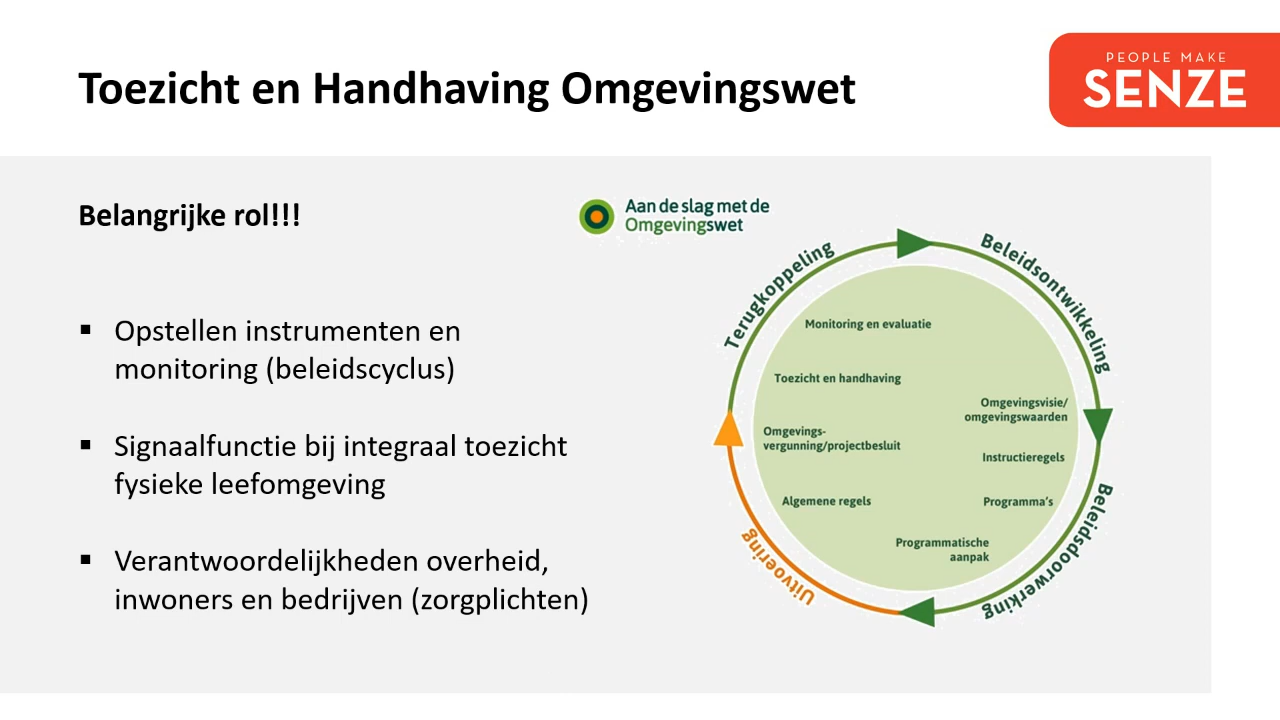 Toezicht en Handhaving Omgevingswet
PEOPLE MAKE
SENZE
Belangrijke rol!!!
▪ Opstellen instrumenten en
monitoring (beleidscyclus)
▪ Signaalfunctie bij integraal toezicht
fysieke leefomgeving
▪ Verantwoordelijkheden overheid,
inwoners en bedrijven (zorgplichten)
Aan de slag met de
Omgevingswet
Terugkoppeling
Beleidsontwikkeling
Beleidsdoorwerking
Uitvoering
Monitoring en evaluatie
Toezicht en handhaving
Omgevings-
vergunning/projectbesluit
Algemene regels
Omgevingsvisie/
omgevingswaarden
Instructieregels
Programma's
Programmatische
aanpak